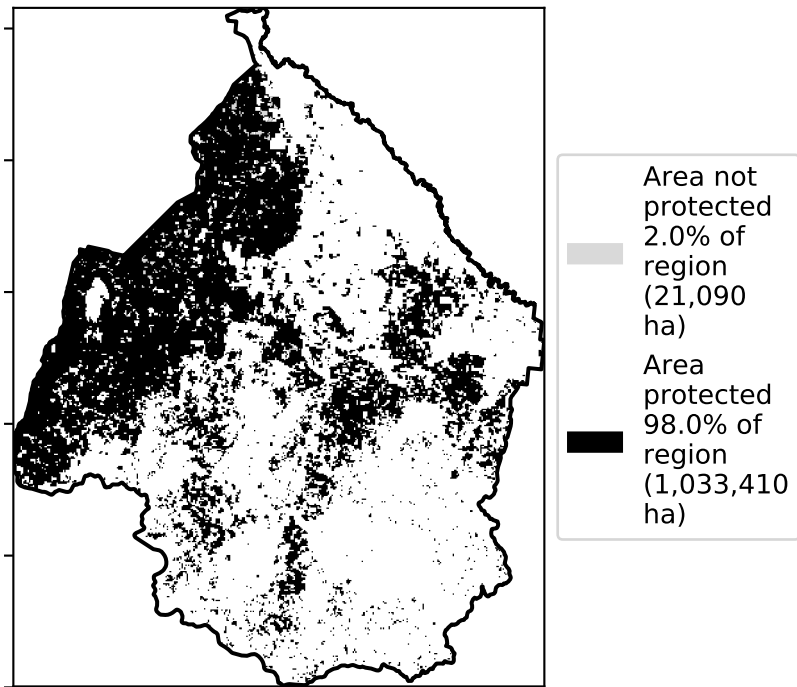 Area not
protected
2.0% of
region
(21,090
ha)
Area
protected
98.0% of
region
(1,033,410
ha)